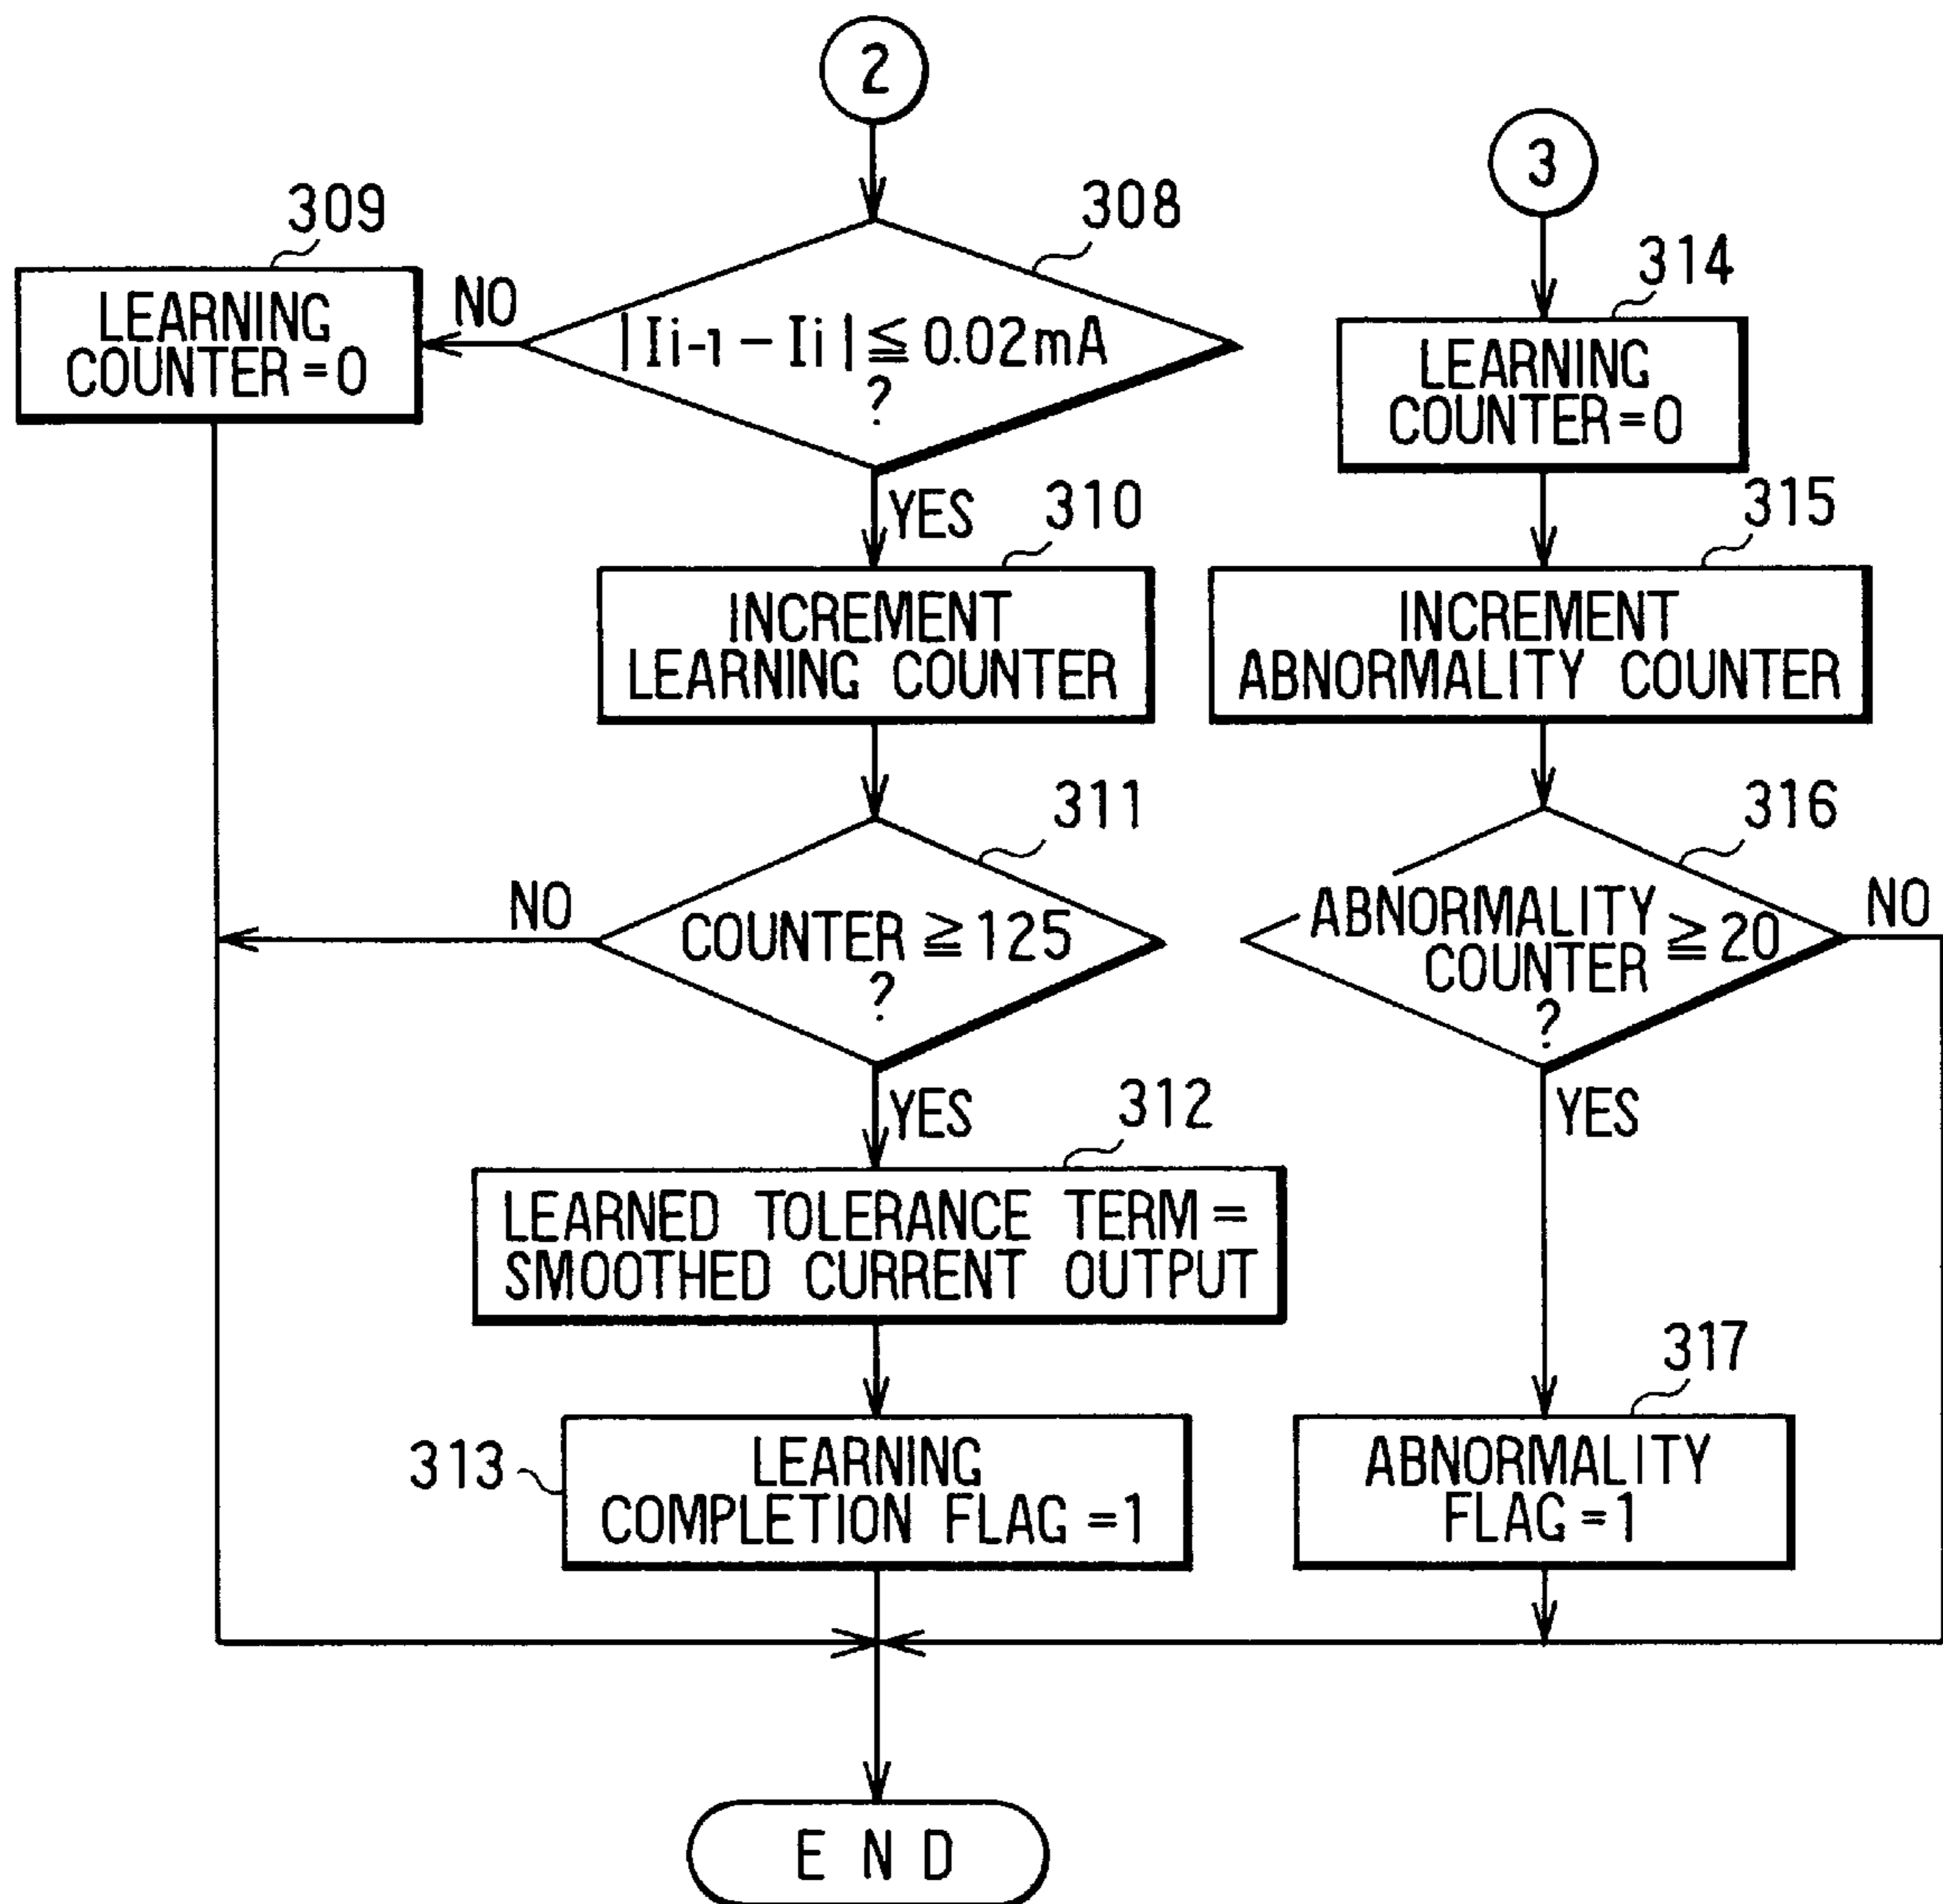 2
309
LEARNING
COUNTER=0
NO
308
|Ii-1 - Ii| ≦ 0.02mA
?
YES
310
INCREMENT
LEARNING COUNTER
311
NO
COUNTER ≧ 125
?
YES
312
LEARNED TOLERANCE TERM=
SMOOTHED CURRENT OUTPUT
313
LEARNING
COMPLETION FLAG=1
3
314
LEARNING
COUNTER=0
315
INCREMENT
ABNORMALITY COUNTER
316
ABNORMALITY
COUNTER ≧ 20
?
NO
YES
317
ABNORMALITY
FLAG=1
END